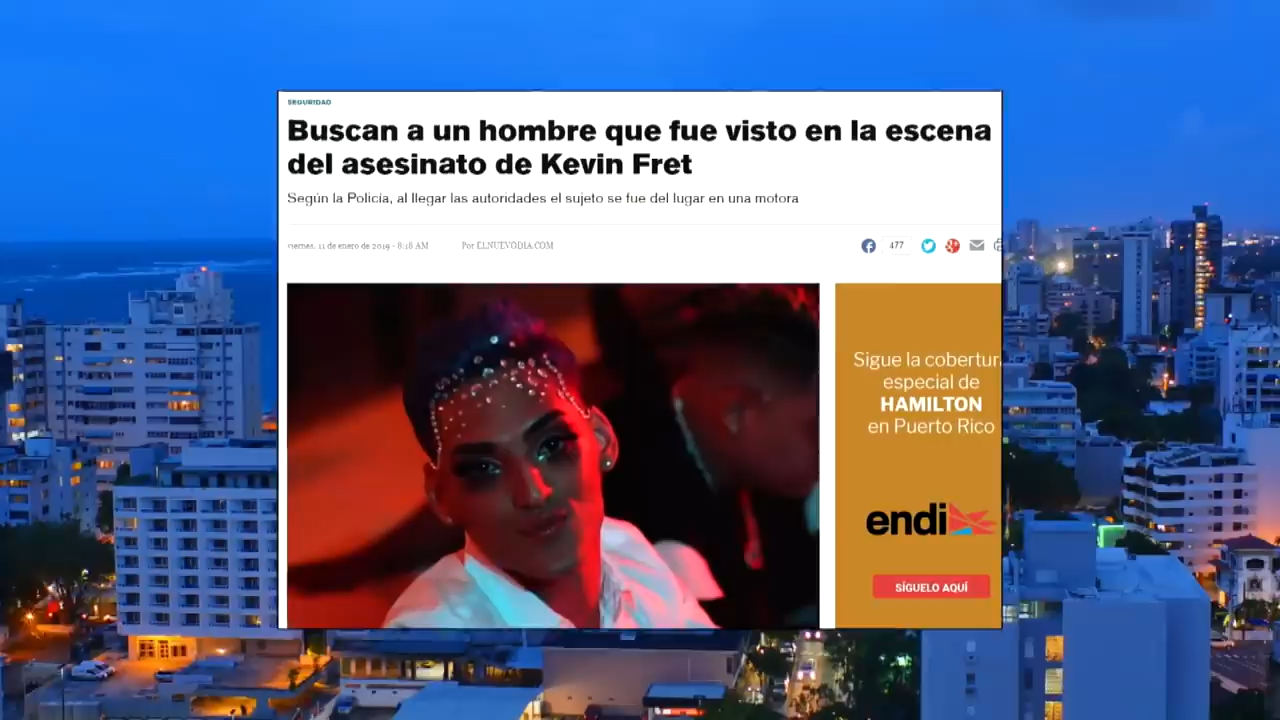 SEGURIDAD
Buscan a un hombre que fue visto en la escena
del asesinato de Kevin Fret
Según la Policía, al llegar las autoridades el sujeto se fue del lugar en una motora
viernes, 11 de enero de 2019 - 8:18 AM
Por ELNUEVODIA.COM
477
Sigue la cobertura
especial de
HAMILTON
en Puerto Rico
endi
SÍGUELO AQUÍ